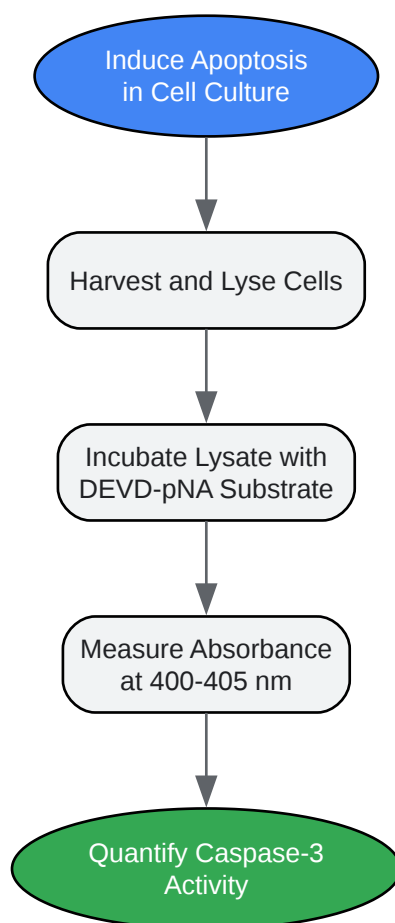 Induce Apoptosis
in Cell Culture
Harvest and Lyse Cells
Incubate Lysate with
DEVD-pNA Substrate
Measure Absorbance
at 400-405 nm
Quantify Caspase-3
Activity